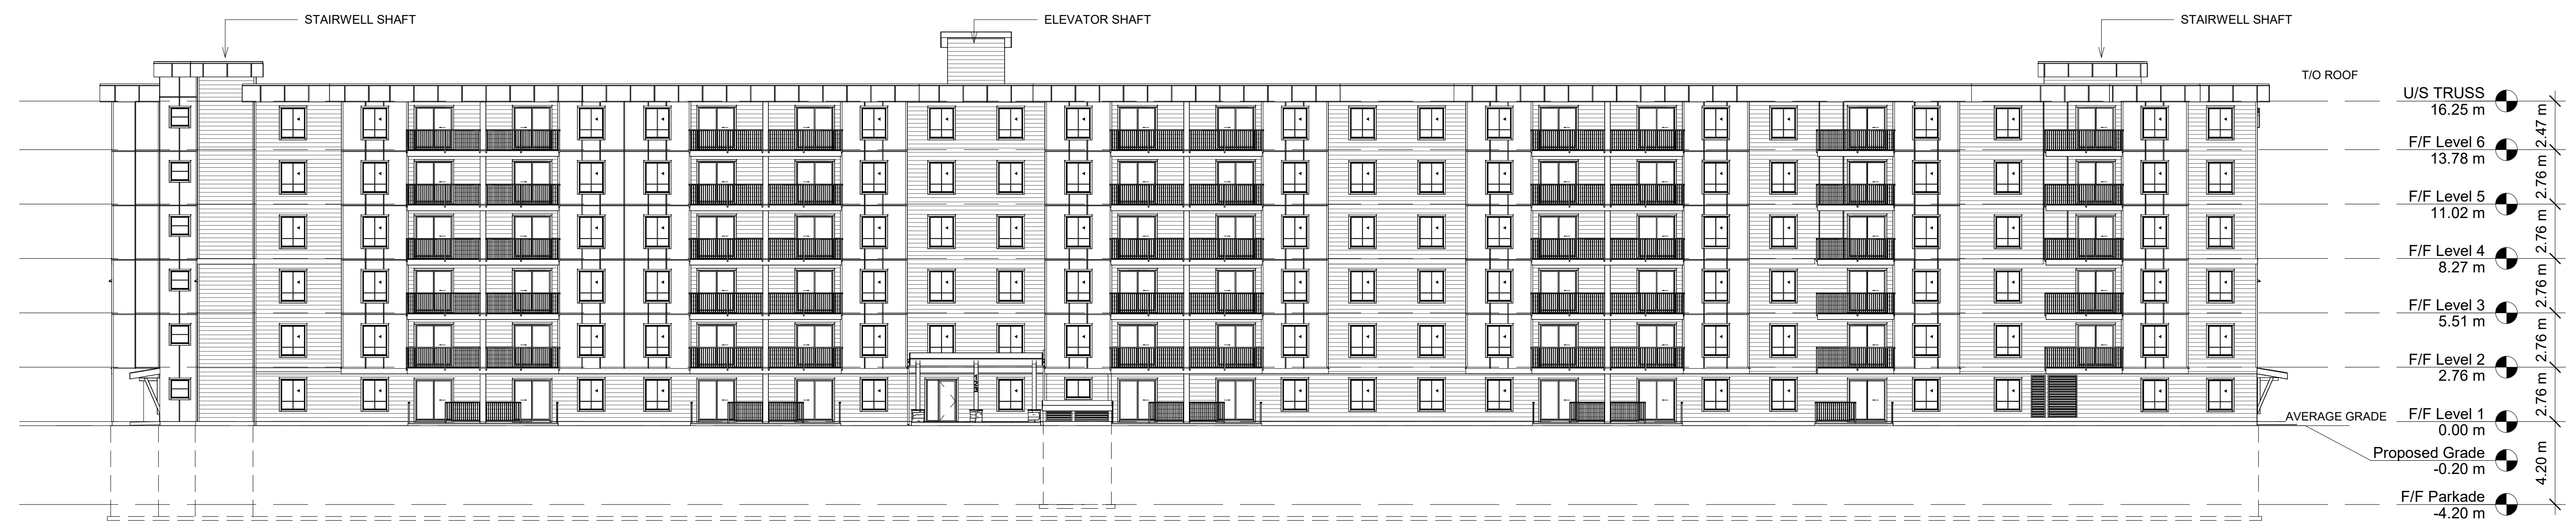 STAIRWELL SHAFT
ELEVATOR SHAFT
STAIRWELL SHAFT
T/O ROOF
U/S TRUSS
16.25 m
2.47 m
F/F Level 6
13.78 m
2.76 m
F/F Level 5
11.02 m
2.76 m
F/F Level 4
8.27 m
2.76 m
F/F Level 3
5.51 m
2.76 m
F/F Level 2
2.76 m
2.76 m
AVERAGE GRADE
F/F Level 1
0.00 m
Proposed Grade
-0.20 m
4.20 m
F/F Parkade
-4.20 m